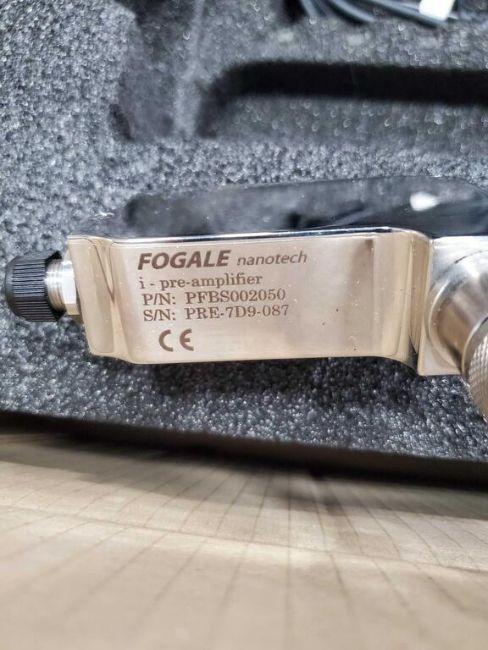 FOGALE nanotech
i - pre-amplifier
P/N: PFBS002050
S/N: PRE-7D9-087
CE